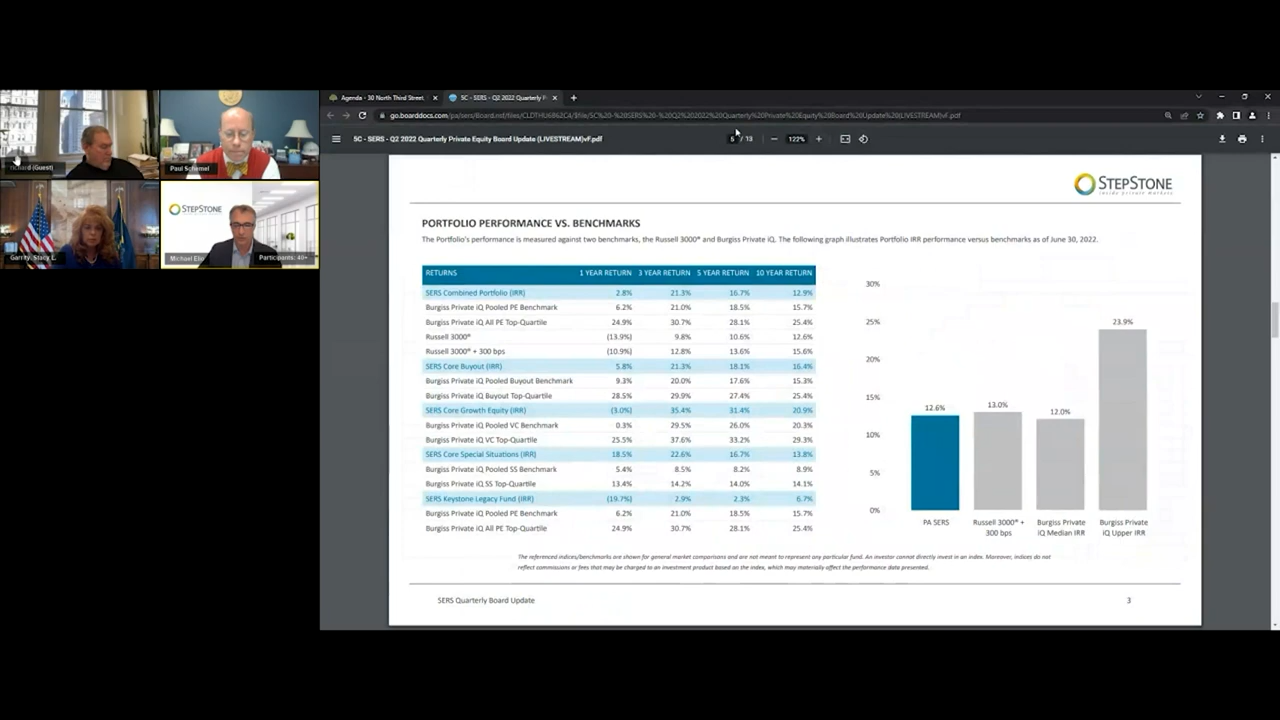 Richard (Guest)
Paul Schemel
STEPSTONE
Garrity, Stacy L.
Michael Elio
Participants: 40+
Agenda - 30 North Third Street
5C - SERS - Q2 2022 Quarterly P
5C - SERS - Q2 2022 Quarterly Private Equity Board Update (LIVESTREAM)vF.pdf
/ 13
122%
STEPSTONE
inside private markets
PORTFOLIO PERFORMANCE VS. BENCHMARKS
The Portfolio's performance is measured against two benchmarks, the Russell 3000® and Burgiss Private iQ. The following graph illustrates Portfolio IRR performance versus benchmarks as of June 30, 2022.
RETURNS 1 YEAR RETURN 3 YEAR RETURN 5 YEAR RETURN 10 YEAR RETURN
SERS Combined Portfolio (IRR) 2.8% 21.3% 16.7% 12.9%
Burgiss Private iQ Pooled PE Benchmark 6.2% 21.0% 18.5% 15.7%
Burgiss Private iQ All PE Top-Quartile 24.9% 30.7% 28.1% 25.4%
Russell 3000® (13.9%) 9.8% 10.6% 12.6%
Russell 3000® + 300 bps (10.9%) 12.8% 13.6% 15.6%
SERS Core Buyout (IRR) 5.8% 21.3% 18.1% 16.4%
Burgiss Private iQ Pooled Buyout Benchmark 9.3% 20.0% 17.6% 15.3%
Burgiss Private iQ Buyout Top-Quartile 28.5% 29.9% 27.4% 25.4%
SERS Core Growth Equity (IRR) (3.0%) 35.4% 31.4% 20.9%
Burgiss Private iQ Pooled VC Benchmark 0.3% 29.5% 26.0% 20.3%
Burgiss Private iQ VC Top-Quartile 25.5% 37.6% 33.2% 29.3%
SERS Core Special Situations (IRR) 18.5% 22.6% 16.7% 13.8%
Burgiss Private iQ Pooled SS Benchmark 5.4% 8.5% 8.2% 8.9%
Burgiss Private iQ SS Top-Quartile 13.4% 14.2% 14.0% 14.1%
SERS Keystone Legacy Fund (IRR) (19.7%) 2.9% 2.3% 6.7%
Burgiss Private iQ Pooled PE Benchmark 6.2% 21.0% 18.5% 15.7%
Burgiss Private iQ All PE Top-Quartile 24.9% 30.7% 28.1% 25.4%
30%
25%
20%
15%
10%
5%
0%
12.6%
13.0%
12.0%
23.9%
PA SERS
Russell 3000® +
300 bps
Burgiss Private
iQ Median IRR
Burgiss Private
iQ Upper IRR
The referenced indices/benchmarks are shown for general market comparisons and are not meant to represent any particular fund. An investor cannot directly invest in an index. Moreover, indices do not
reflect commissions or fees that may be charged to an investment product based on the index, which may materially affect the performance data presented.
SERS Quarterly Board Update
3